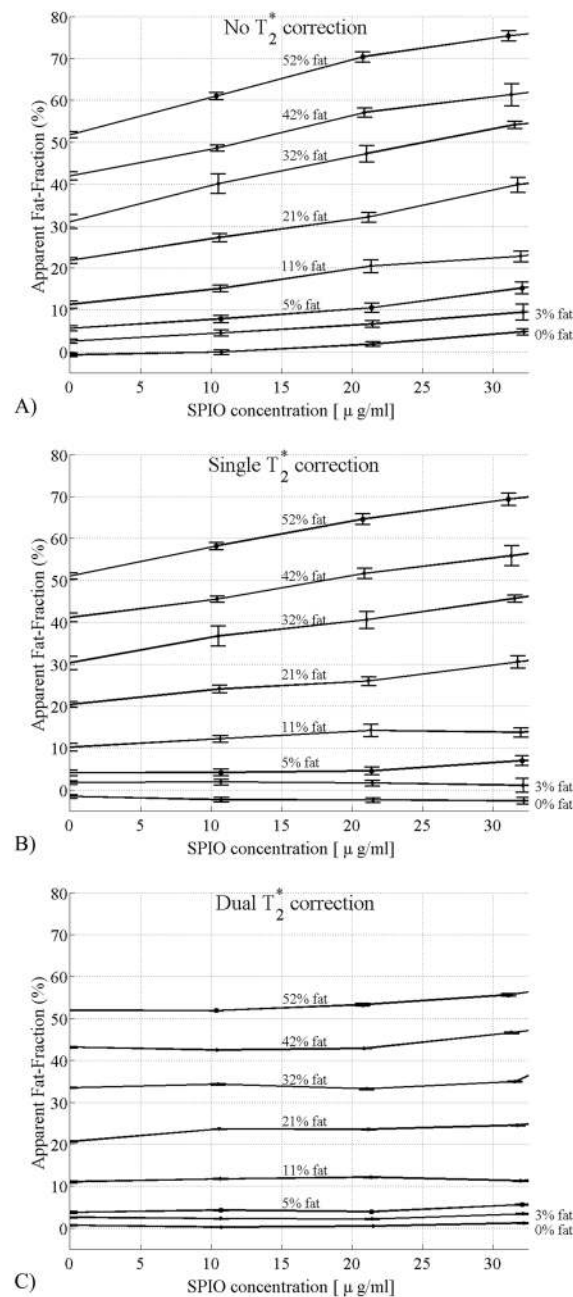 No T2* correction
80
70
60
50
40
30
20
10
0
Apparent Fat-Fraction (%)
52% fat
42% fat
32% fat
21% fat
11% fat
5% fat
3% fat
0% fat
0 5 10 15 20 25 30
A)
SPIO concentration [ μ g/ml]
Single T2* correction
80
70
60
50
40
30
20
10
0
Apparent Fat-Fraction (%)
52% fat
42% fat
32% fat
21% fat
11% fat
5% fat
3% fat
0% fat
0 5 10 15 20 25 30
B)
SPIO concentration [ μ g/ml]
Dual T2* correction
80
70
60
50
40
30
20
10
0
Apparent Fat-Fraction (%)
52% fat
42% fat
32% fat
21% fat
11% fat
5% fat
3% fat
0% fat
0 5 10 15 20 25 30
C)
SPIO concentration [ μ g/ml]